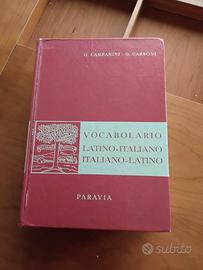 G. CAMPANINI - G. CARBONI
VOCABOLARIO
LATINO-ITALIANO
ITALIANO-LATINO
PARAVIA
subito